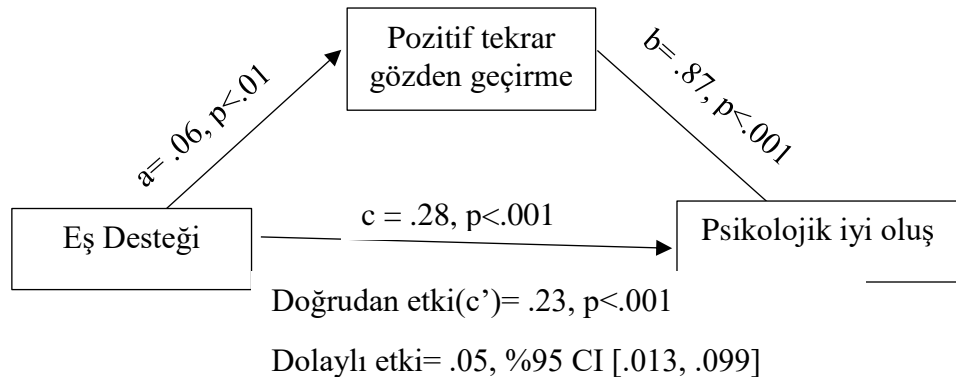 Pozitif tekrar
gözden geçirme
a= .06, p<.01
b= .87, p<.001
Eş Desteği
c = .28, p<.001
Psikolojik iyi oluş
Doğrudan etki(c’)= .23, p<.001
Dolaylı etki= .05, %95 CI [.013, .099]